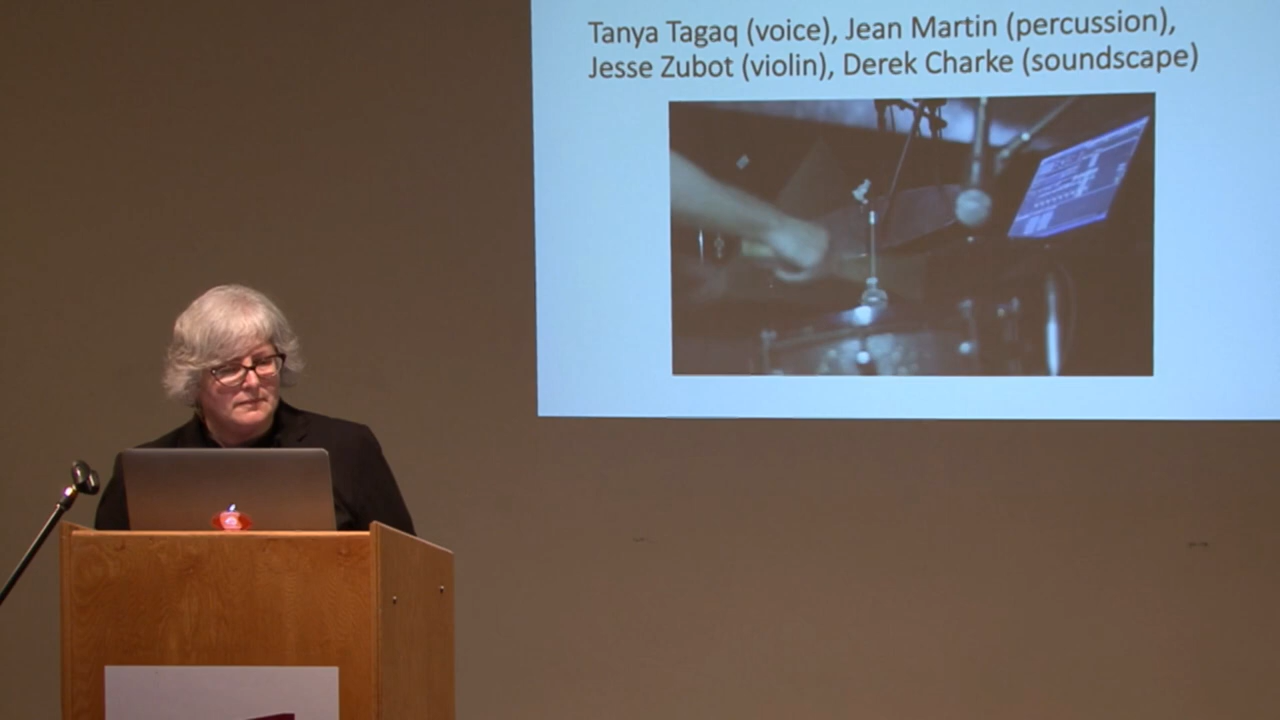 Tanya Tagaq (voice), Jean Martin (percussion),
Jesse Zubot (violin), Derek Charke (soundscape)